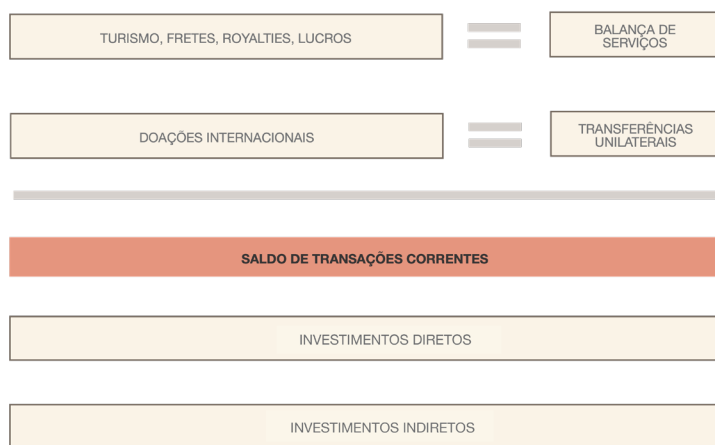 TURISMO, FRETES, ROYALTIES, LUCROS
BALANÇA DE
SERVIÇOS
DOAÇÕES INTERNACIONAIS
TRANSFERÊNCIAS
UNILATERAIS
SALDO DE TRANSAÇÕES CORRENTES
INVESTIMENTOS DIRETOS
INVESTIMENTOS INDIRETOS